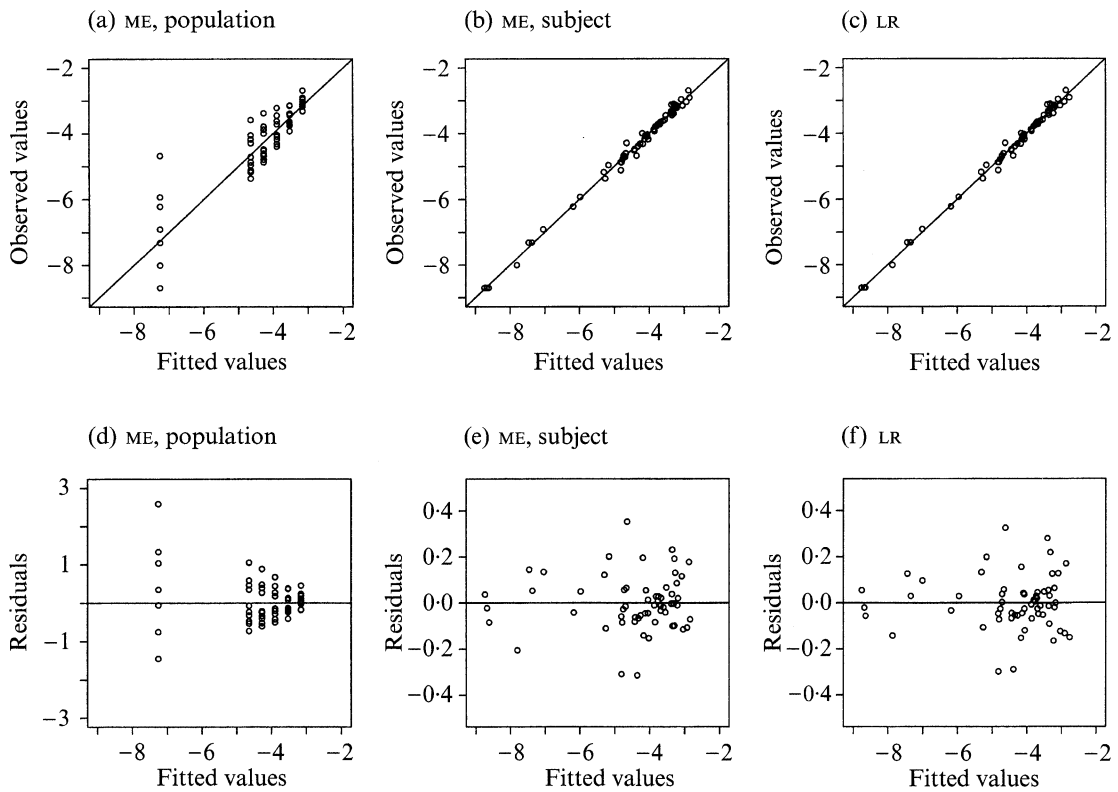 (a) ME, population
(b) ME, subject
(c) LR
Observed values
−2
−4
−6
−8
−8 −6 −4 −2
Fitted values
Observed values
−2
−4
−6
−8
−8 −6 −4 −2
Fitted values
Observed values
−2
−4
−6
−8
−8 −6 −4 −2
Fitted values
(d) ME, population
(e) ME, subject
(f) LR
Residuals
3
1
−1
−3
−8 −6 −4 −2
Fitted values
Residuals
0·4
0·2
0·0
−0·2
−0·4
−8 −6 −4 −2
Fitted values
Residuals
0·4
0·2
0·0
−0·2
−0·4
−8 −6 −4 −2
Fitted values